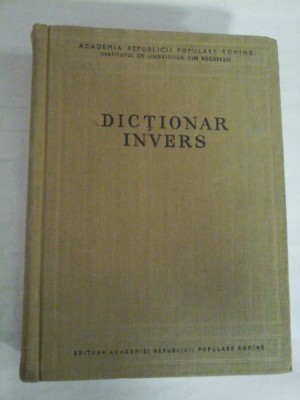 ACADEMIA REPUBLICII POPULARE ROMÎNE
INSTITUTUL DE LINGVISTICĂ DIN BUCUREȘTI
DICȚIONAR
INVERS
EDITURA ACADEMIEI REPUBLICII POPULARE ROMÎNE